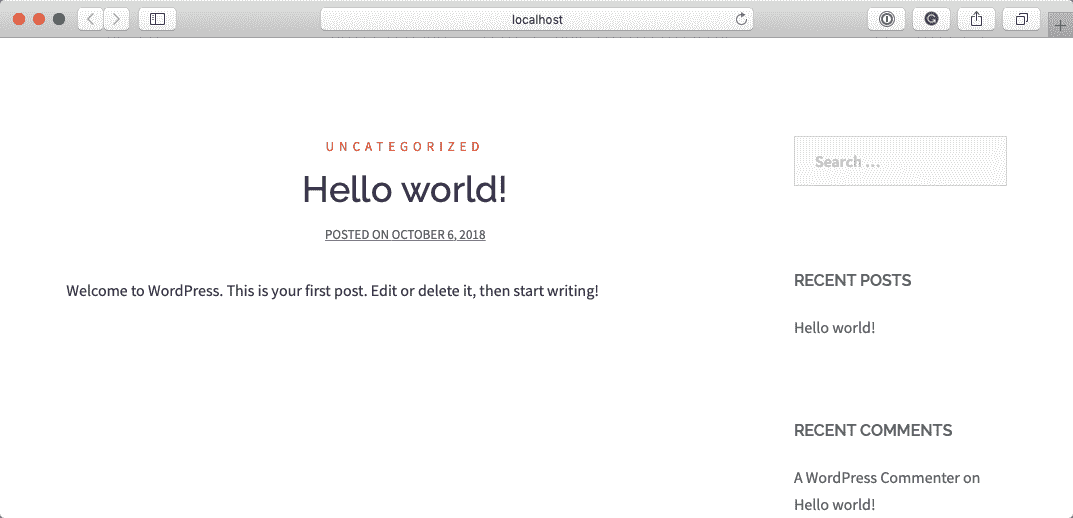 localhost
UNCATEGORIZED
Hello world!
POSTED ON OCTOBER 6, 2018
Welcome to WordPress. This is your first post. Edit or delete it, then start writing!
Search ...
RECENT POSTS
Hello world!
RECENT COMMENTS
A WordPress Commenter on
Hello world!